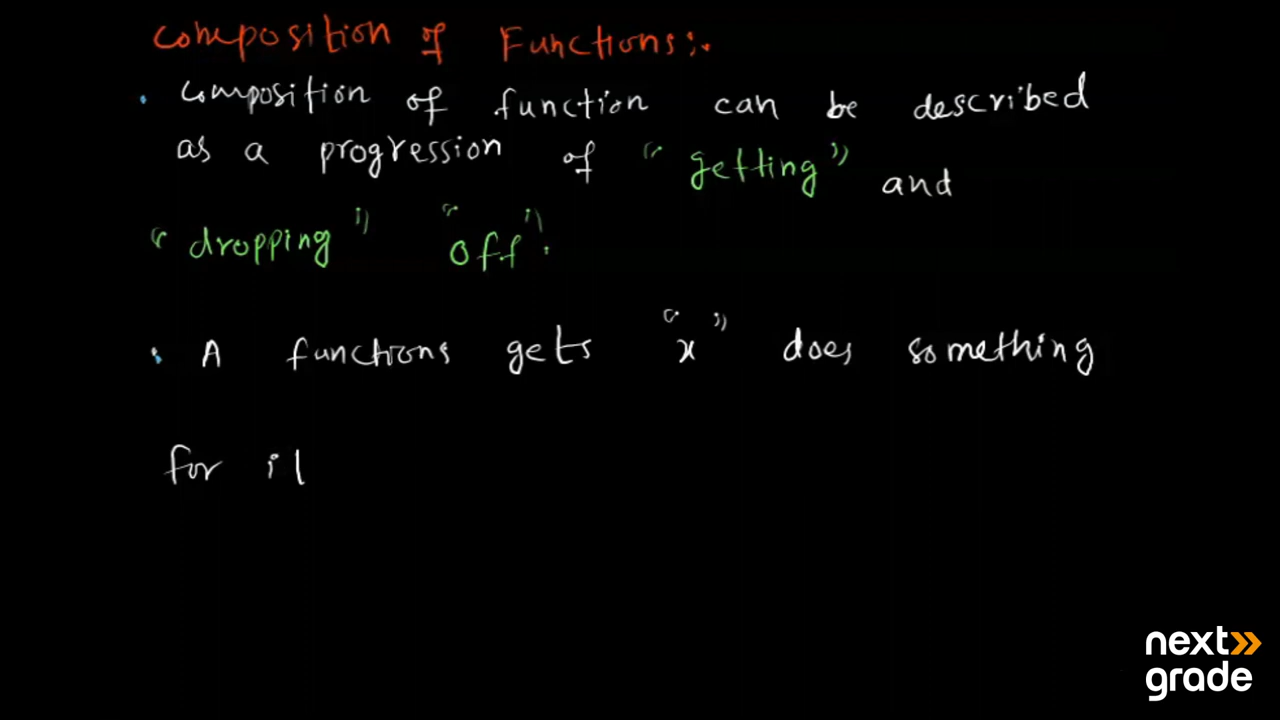 Composition of Functions:.
• Composition of function can be described
as a progression of "getting" and
"dropping" "off".
• A functions gets "x" does something
for il
next»
grade